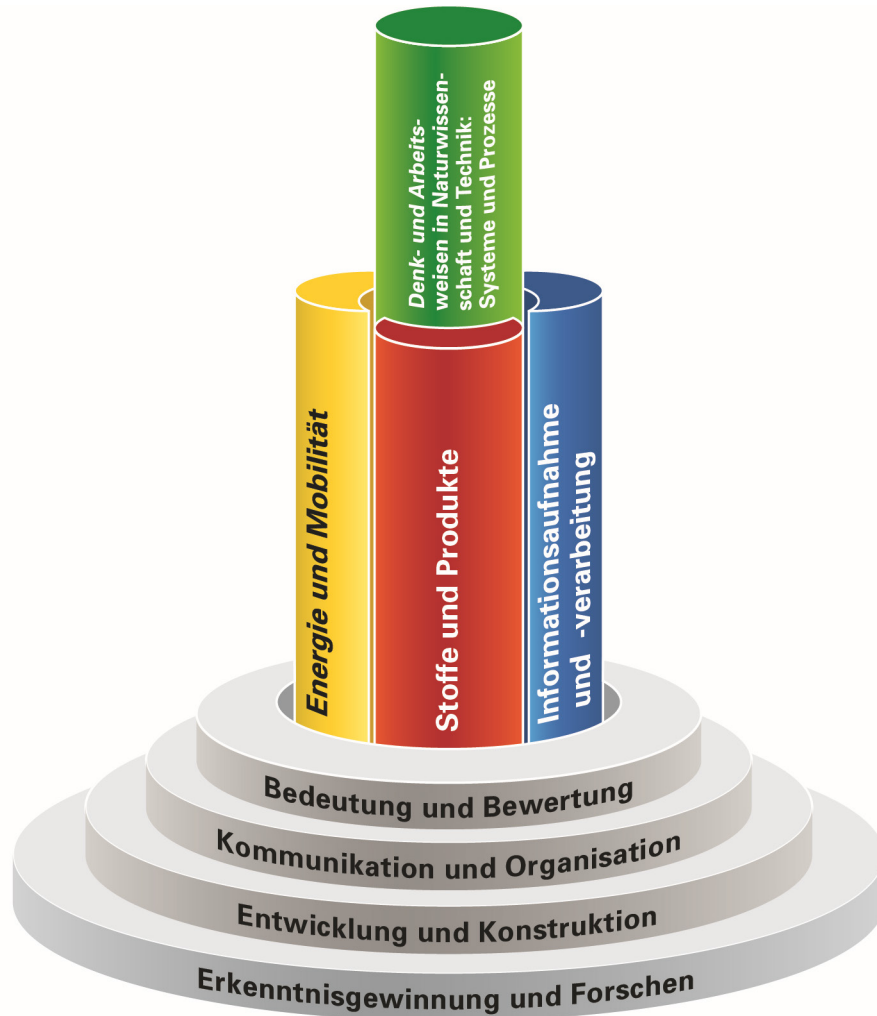 Denk- und Arbeits-
weisen in Naturwissen-
schaft und Technik:
Systeme und Prozesse
Energie und Mobilität
Stoffe und Produkte
Informationsaufnahme
und -verarbeitung
Bedeutung und Bewertung
Kommunikation und Organisation
Entwicklung und Konstruktion
Erkenntnisgewinnung und Forschen